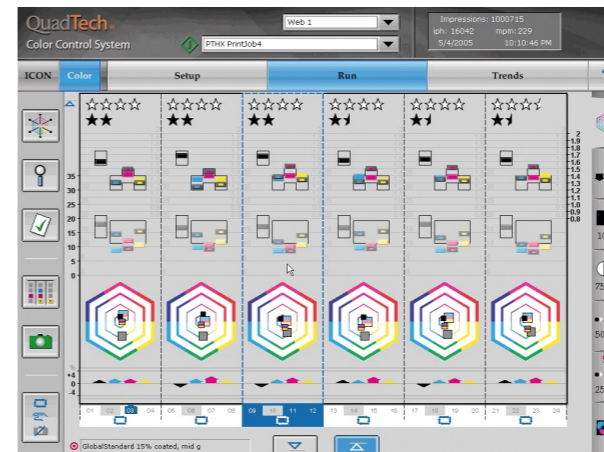 QuadTech
Color Control System
Web 1
PTHX PrintJob4
Impressions: 1000715
iph: 16042 mpm: 229
5/4/2005 10:10:46 PM
ICON Color Setup Run Trends
2
1.9
1.8
1.7
1.6
1.5
1.4
1.3
1.2
1.1
1.0
0.9
0.8
35
30
25
20
15
10
5
0
%
+4
0
-4
01 02 03 04 05 06 07 08 09 10 11 12 13 14 15 16 17 18 19 20 21 22 23 24
GlobalStandard 15% coated, mid g